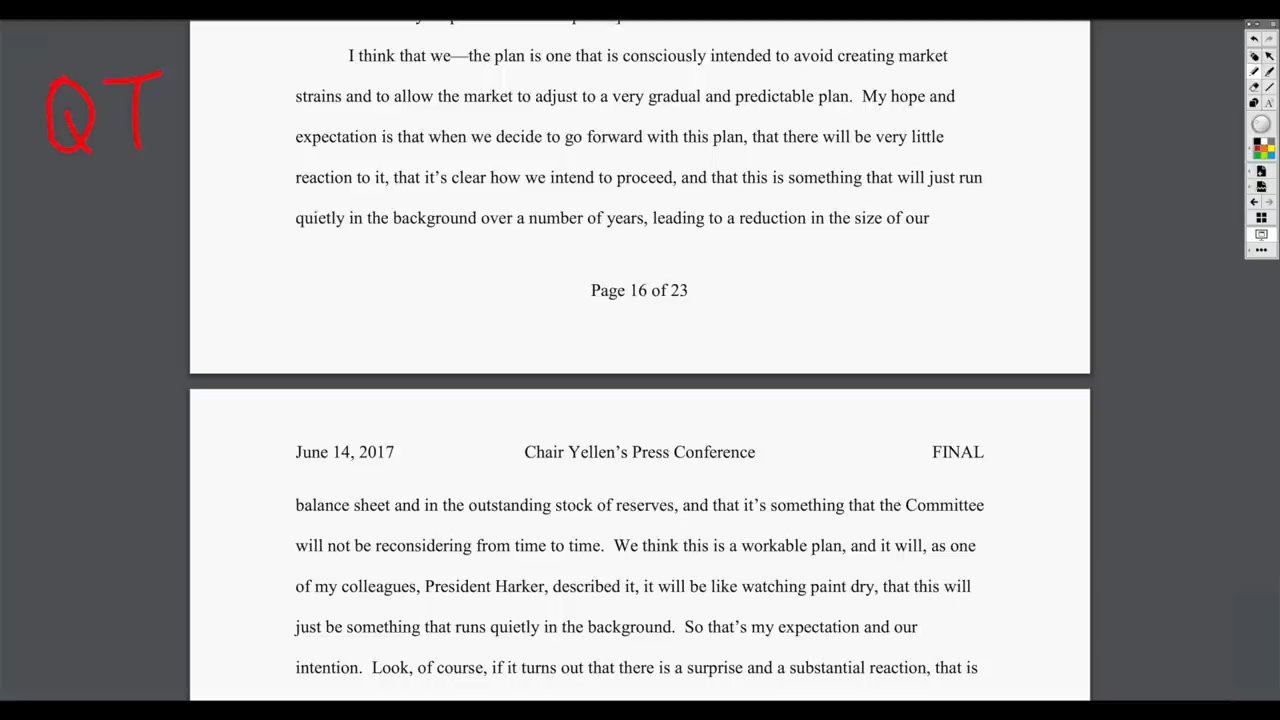 QT
I think that we—the plan is one that is consciously intended to avoid creating market
strains and to allow the market to adjust to a very gradual and predictable plan.  My hope and
expectation is that when we decide to go forward with this plan, that there will be very little
reaction to it, that it’s clear how we intend to proceed, and that this is something that will just run
quietly in the background over a number of years, leading to a reduction in the size of our
Page 16 of 23
June 14, 2017 Chair Yellen’s Press Conference FINAL
balance sheet and in the outstanding stock of reserves, and that it’s something that the Committee
will not be reconsidering from time to time.  We think this is a workable plan, and it will, as one
of my colleagues, President Harker, described it, it will be like watching paint dry, that this will
just be something that runs quietly in the background.  So that’s my expectation and our
intention.  Look, of course, if it turns out that there is a surprise and a substantial reaction, that is